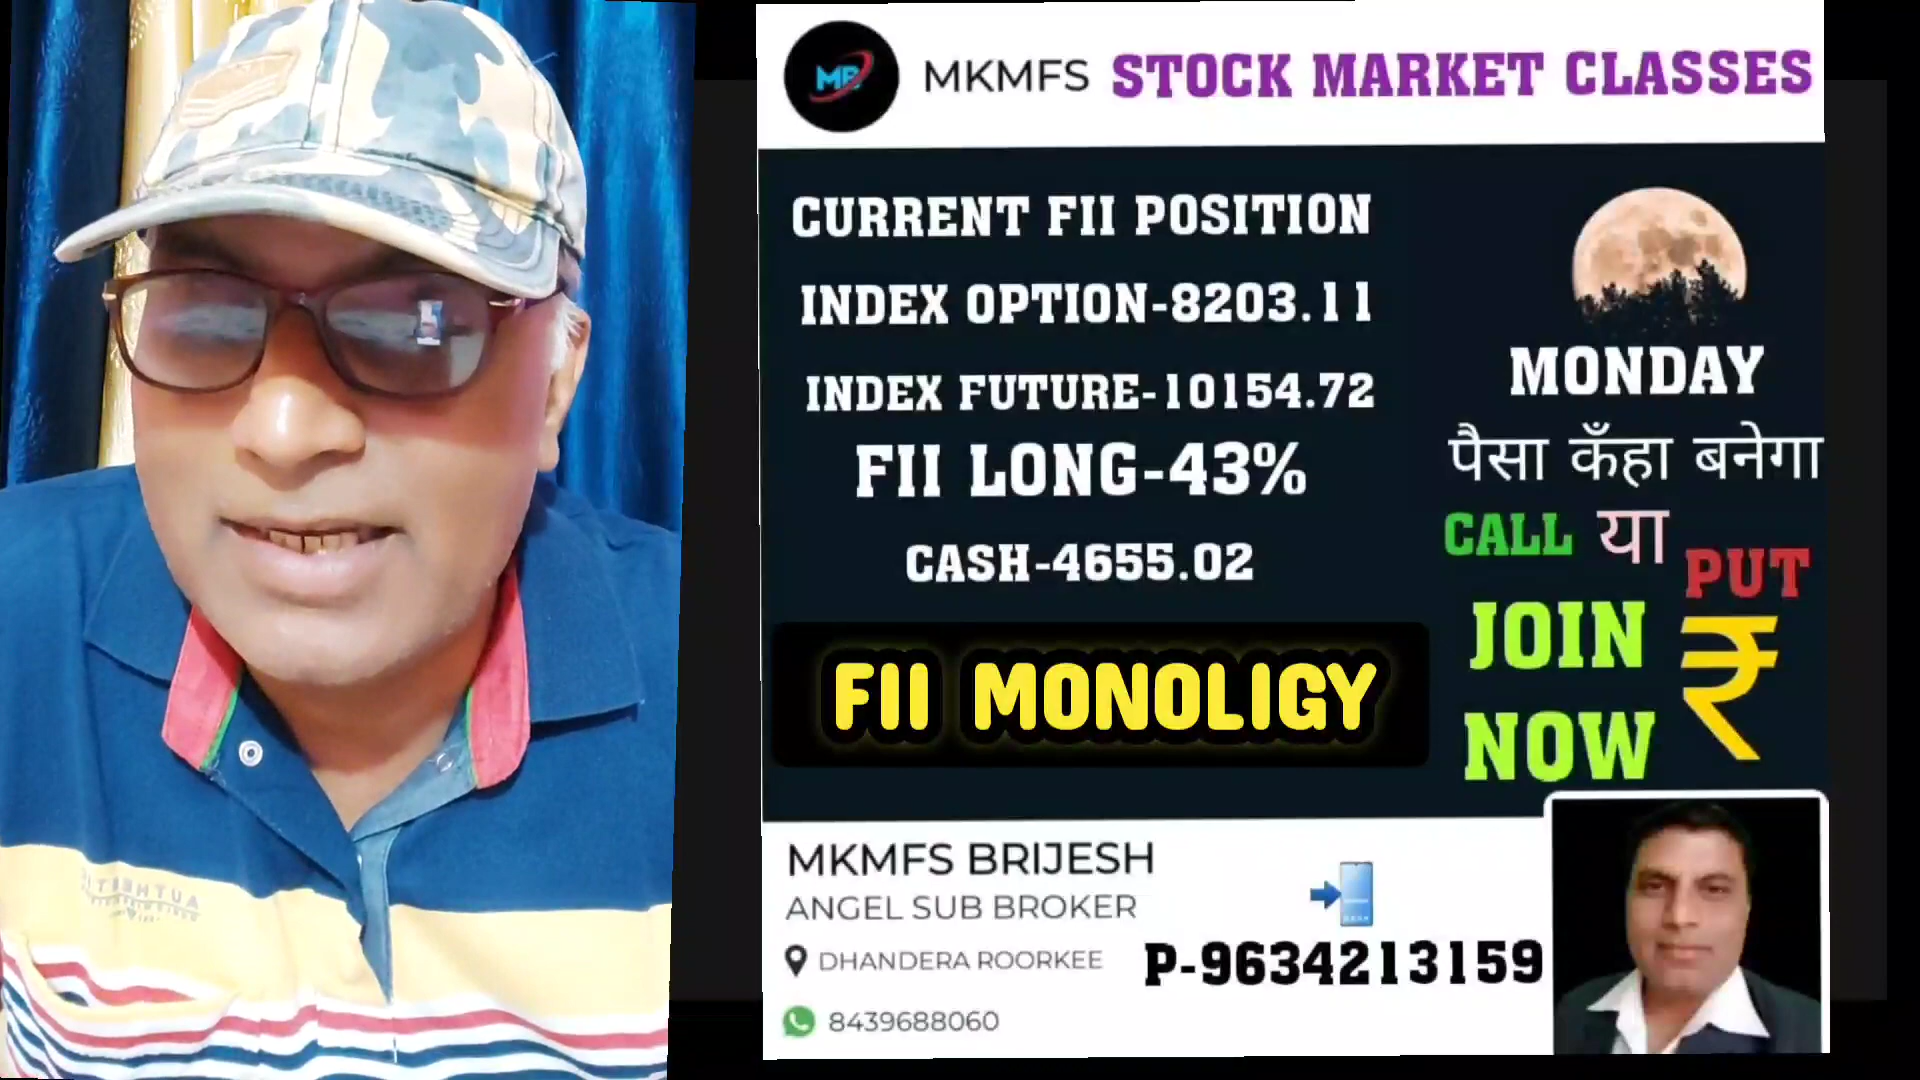 MKMFS STOCK MARKET CLASSES
CURRENT FII POSITION
INDEX OPTION-8203.11
INDEX FUTURE-10154.72
FII LONG-43%
CASH-4655.02
FII MONOLIGY
MONDAY
पैसा कँहा बनेगा
CALL या PUT
JOIN
NOW
₹
MKMFS BRIJESH
ANGEL SUB BROKER
DHANDERA ROORKEE
P-9634213159
8439688060